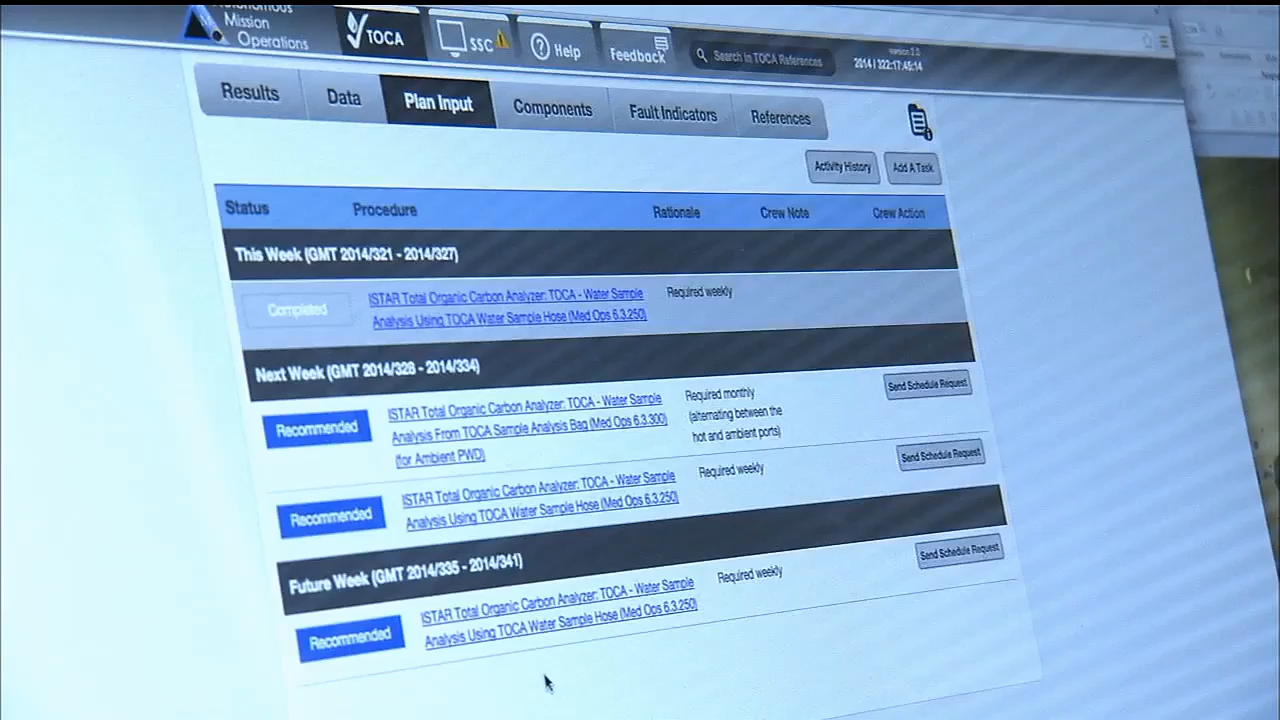 Autonomous
Mission
Operations
TOCA
SSC
Help
Feedback
Search in TOCA References
version 2.0
2014 / 322:17:45:14
Results
Data
Plan Input
Components
Fault Indicators
References
Activity History
Add A Task
Status
Procedure
Rationale
Crew Note
Crew Action
This Week (GMT 2014/321 - 2014/327)
Completed
ISTAR Total Organic Carbon Analyzer: TOCA - Water Sample
Analysis Using TOCA Water Sample Hose (Med Ops 6.3.250)
Required weekly
Next Week (GMT 2014/328 - 2014/334)
Recommended
ISTAR Total Organic Carbon Analyzer: TOCA - Water Sample
Analysis From TOCA Sample Analysis Bag (Med Ops 6.3.300)
(for Ambient PWD)
Required monthly
(alternating between the
hot and ambient ports)
Send Schedule Request
Recommended
ISTAR Total Organic Carbon Analyzer: TOCA - Water Sample
Analysis Using TOCA Water Sample Hose (Med Ops 6.3.250)
Required weekly
Send Schedule Request
Future Week (GMT 2014/335 - 2014/341)
Recommended
ISTAR Total Organic Carbon Analyzer: TOCA - Water Sample
Analysis Using TOCA Water Sample Hose (Med Ops 6.3.250)
Required weekly
Send Schedule Request